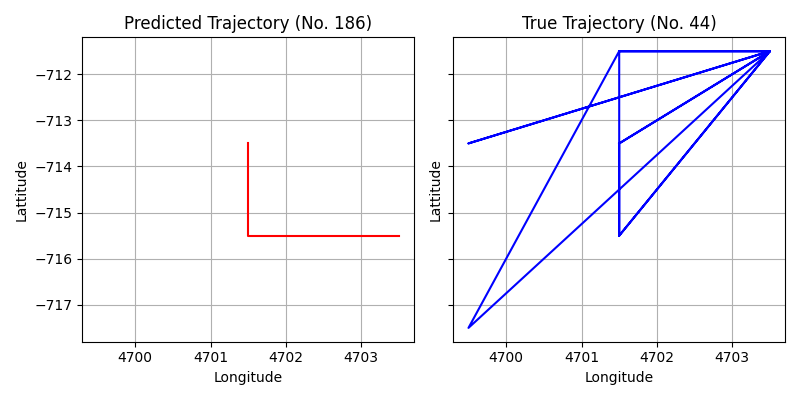 Predicted Trajectory (No. 186)
True Trajectory (No. 44)
−712
−713
−714
−715
−716
−717
Lattitude
Lattitude
4700
4701
4702
4703
4700
4701
4702
4703
Longitude
Longitude